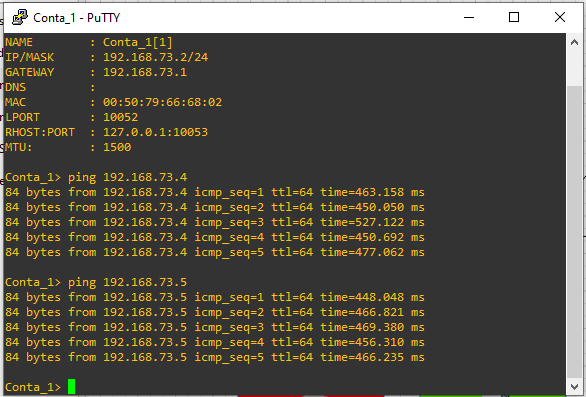 Conta_1 - PuTTY
NAME        : Conta_1[1]
IP/MASK     : 192.168.73.2/24
GATEWAY     : 192.168.73.1
DNS         :
MAC         : 00:50:79:66:68:02
LPORT       : 10052
RHOST:PORT  : 127.0.0.1:10053
MTU:        : 1500
Conta_1> ping 192.168.73.4
84 bytes from 192.168.73.4 icmp_seq=1 ttl=64 time=463.158 ms
84 bytes from 192.168.73.4 icmp_seq=2 ttl=64 time=450.050 ms
84 bytes from 192.168.73.4 icmp_seq=3 ttl=64 time=527.122 ms
84 bytes from 192.168.73.4 icmp_seq=4 ttl=64 time=450.692 ms
84 bytes from 192.168.73.4 icmp_seq=5 ttl=64 time=477.062 ms
Conta_1> ping 192.168.73.5
84 bytes from 192.168.73.5 icmp_seq=1 ttl=64 time=448.048 ms
84 bytes from 192.168.73.5 icmp_seq=2 ttl=64 time=466.821 ms
84 bytes from 192.168.73.5 icmp_seq=3 ttl=64 time=469.380 ms
84 bytes from 192.168.73.5 icmp_seq=4 ttl=64 time=456.310 ms
84 bytes from 192.168.73.5 icmp_seq=5 ttl=64 time=466.235 ms
Conta_1>